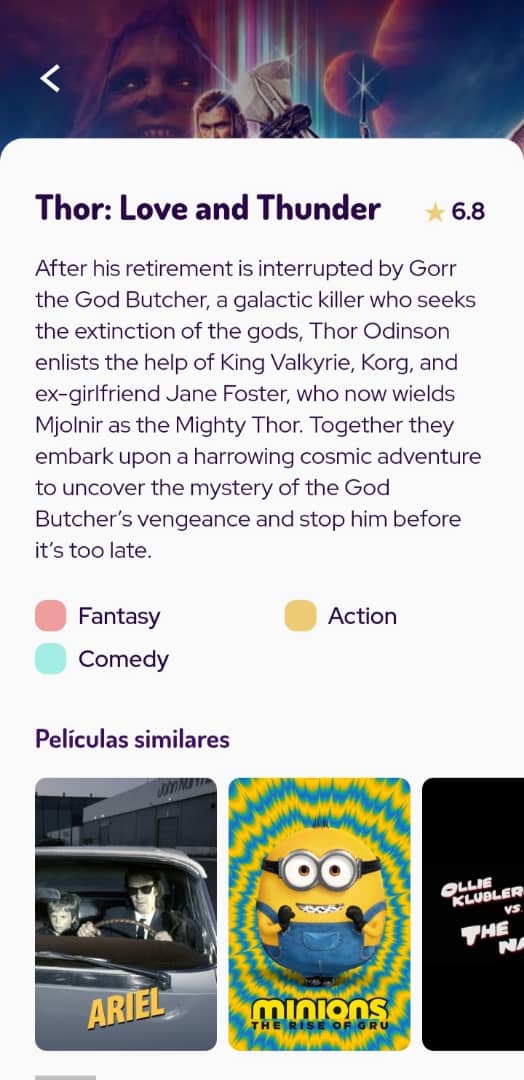 Thor: Love and Thunder
6.8
After his retirement is interrupted by Gorr
the God Butcher, a galactic killer who seeks
the extinction of the gods, Thor Odinson
enlists the help of King Valkyrie, Korg, and
ex-girlfriend Jane Foster, who now wields
Mjolnir as the Mighty Thor. Together they
embark upon a harrowing cosmic adventure
to uncover the mystery of the God
Butcher’s vengeance and stop him before
it’s too late.
Fantasy
Action
Comedy
Películas similares
ARIEL
MINIONS
THE RISE OF GRU
OLLIE
KLUBLER
VS
THE